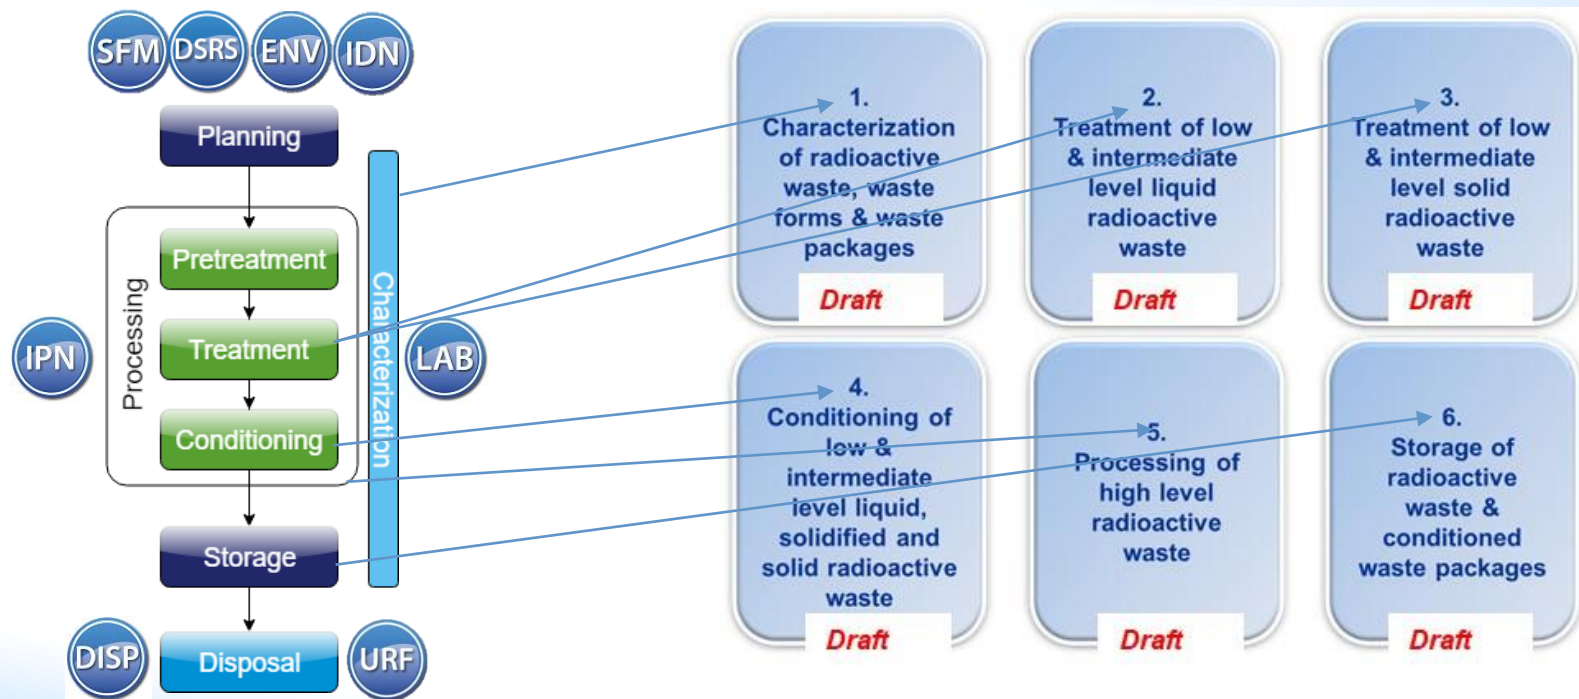 SFM
DSRS
ENV
IDN
Planning
Processing
Pretreatment
Treatment
Conditioning
Characterization
IPN
LAB
Storage
DISP
Disposal
URF
1.
Characterization
of radioactive
waste, waste
forms & waste
packages
Draft
2.
Treatment of low
& intermediate
level liquid
radioactive
waste
Draft
3.
Treatment of low
& intermediate
level solid
radioactive
waste
Draft
4.
Conditioning of
low &
intermediate
level liquid,
solidified and
solid radioactive
waste
Draft
5.
Processing of
high level
radioactive
waste
Draft
6.
Storage of
radioactive
waste &
conditioned
waste packages
Draft